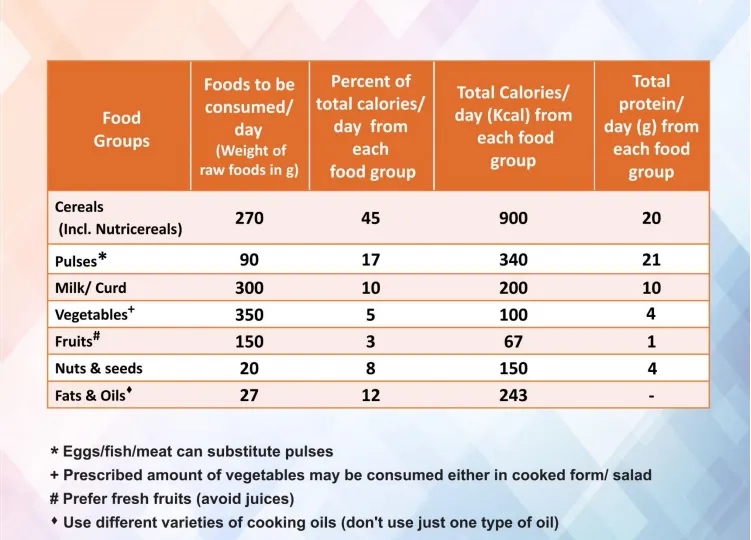 Food Groups | Foods to be consumed/ day (Weight of raw foods in g) | Percent of total calories/ day from each food group | Total Calories/ day (Kcal) from each food group | Total protein/ day (g) from each food group
Cereals (Incl. Nutricereals) 270 45 900 20
Pulses* 90 17 340 21
Milk/ Curd 300 10 200 10
Vegetables+ 350 5 100 4
Fruits# 150 3 67 1
Nuts & seeds 20 8 150 4
Fats & Oils♦ 27 12 243 -
* Eggs/fish/meat can substitute pulses
+ Prescribed amount of vegetables may be consumed either in cooked form/ salad
# Prefer fresh fruits (avoid juices)
♦ Use different varieties of cooking oils (don't use just one type of oil)